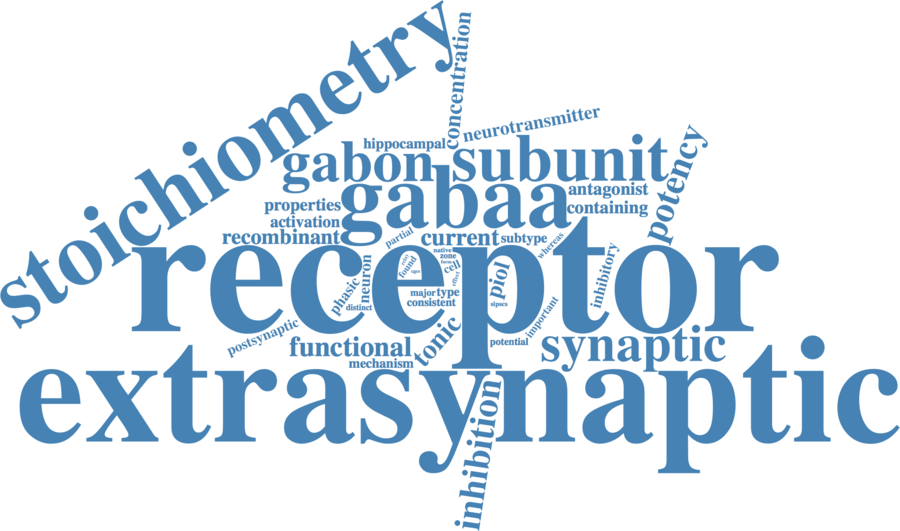 stoichiometry
concentration
neurotransmitter
hippocampal
gabon
subunit
potency
gabaa
antagonist
containing
properties
activation
recombinant
partial
current
subtype
whereas
receptor
native
zone
cell
found
effect
neuron
phasic
distinct
major
type
consistent
piol
sipscs
inhibitory
important
postsynaptic
functional
mechanism
tonic
potential
synaptic
extrasynaptic
inhibition